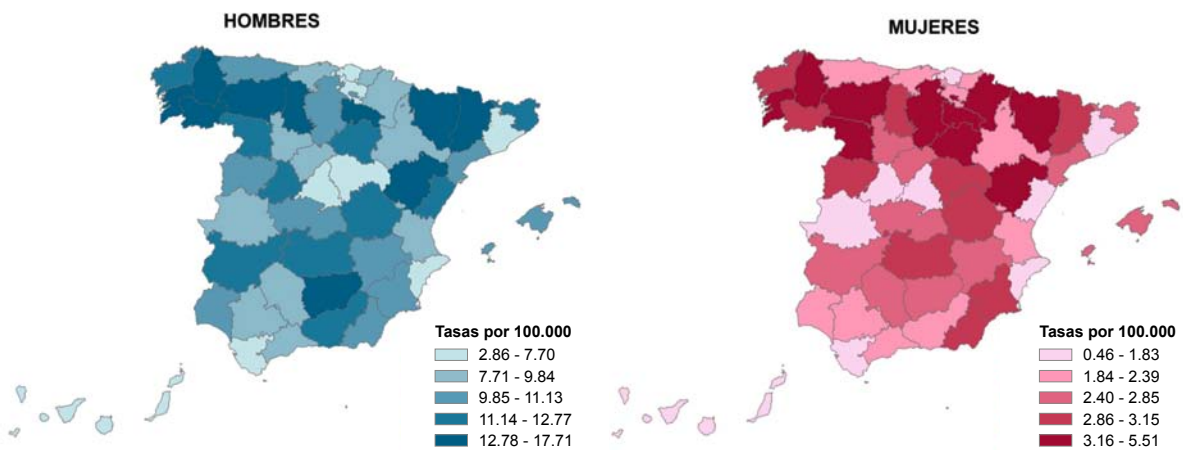 HOMBRES
MUJERES
Tasas por 100.000
2.86 - 7.70
7.71 - 9.84
9.85 - 11.13
11.14 - 12.77
12.78 - 17.71
Tasas por 100.000
0.46 - 1.83
1.84 - 2.39
2.40 - 2.85
2.86 - 3.15
3.16 - 5.51